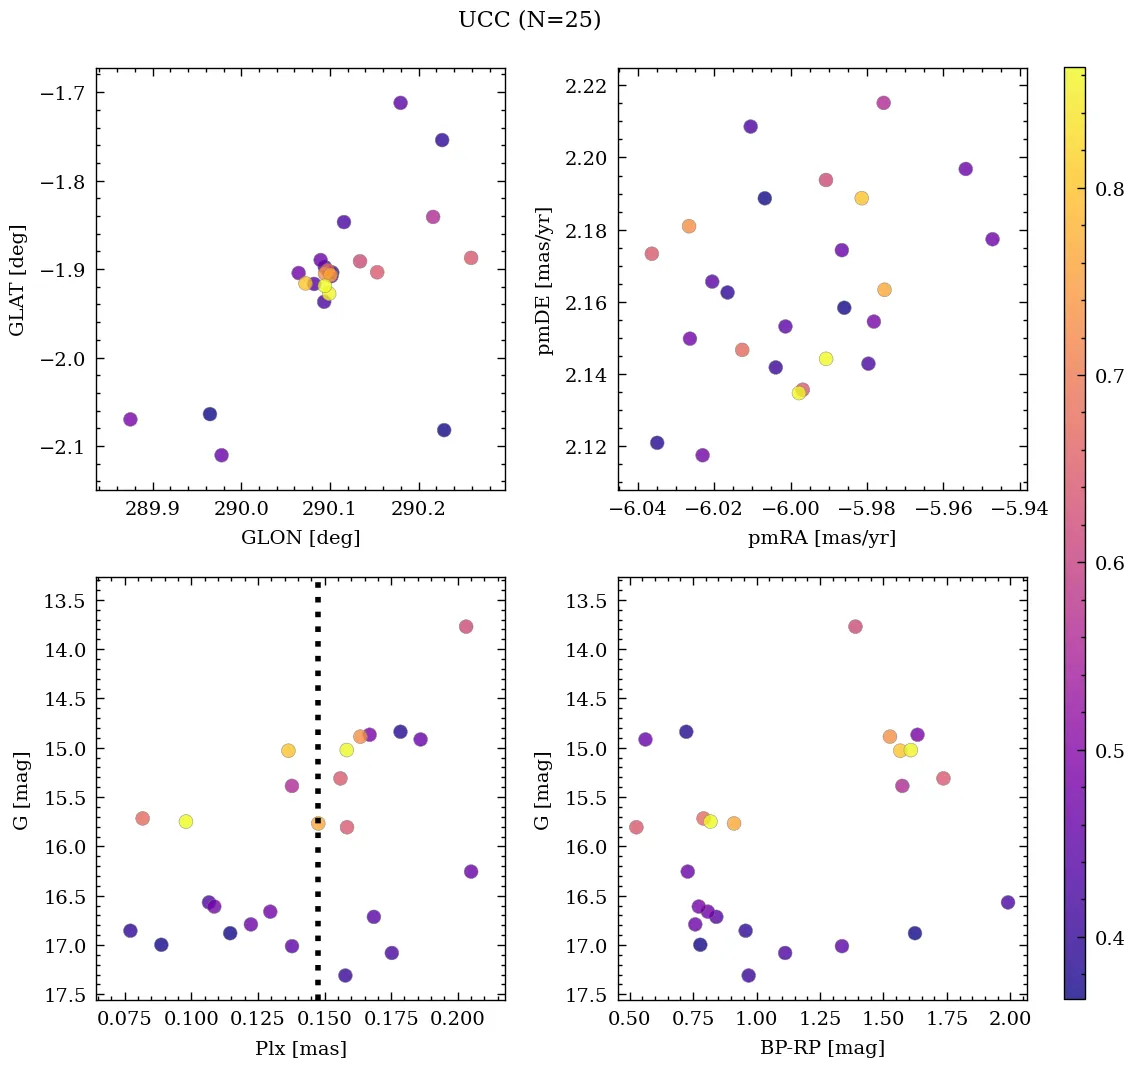 UCC (N=25)
−1.7
−1.8
−1.9
−2.0
−2.1
GLAT [deg]
289.9 290.0 290.1 290.2
GLON [deg]
2.22
2.20
2.18
2.16
2.14
2.12
pmDE [mas/yr]
−6.04 −6.02 −6.00 −5.98 −5.96 −5.94
pmRA [mas/yr]
13.5
14.0
14.5
15.0
15.5
16.0
16.5
17.0
17.5
G [mag]
0.075 0.100 0.125 0.150 0.175 0.200
Plx [mas]
13.5
14.0
14.5
15.0
15.5
16.0
16.5
17.0
17.5
G [mag]
0.50 0.75 1.00 1.25 1.50 1.75 2.00
BP-RP [mag]
0.8
0.7
0.6
0.5
0.4